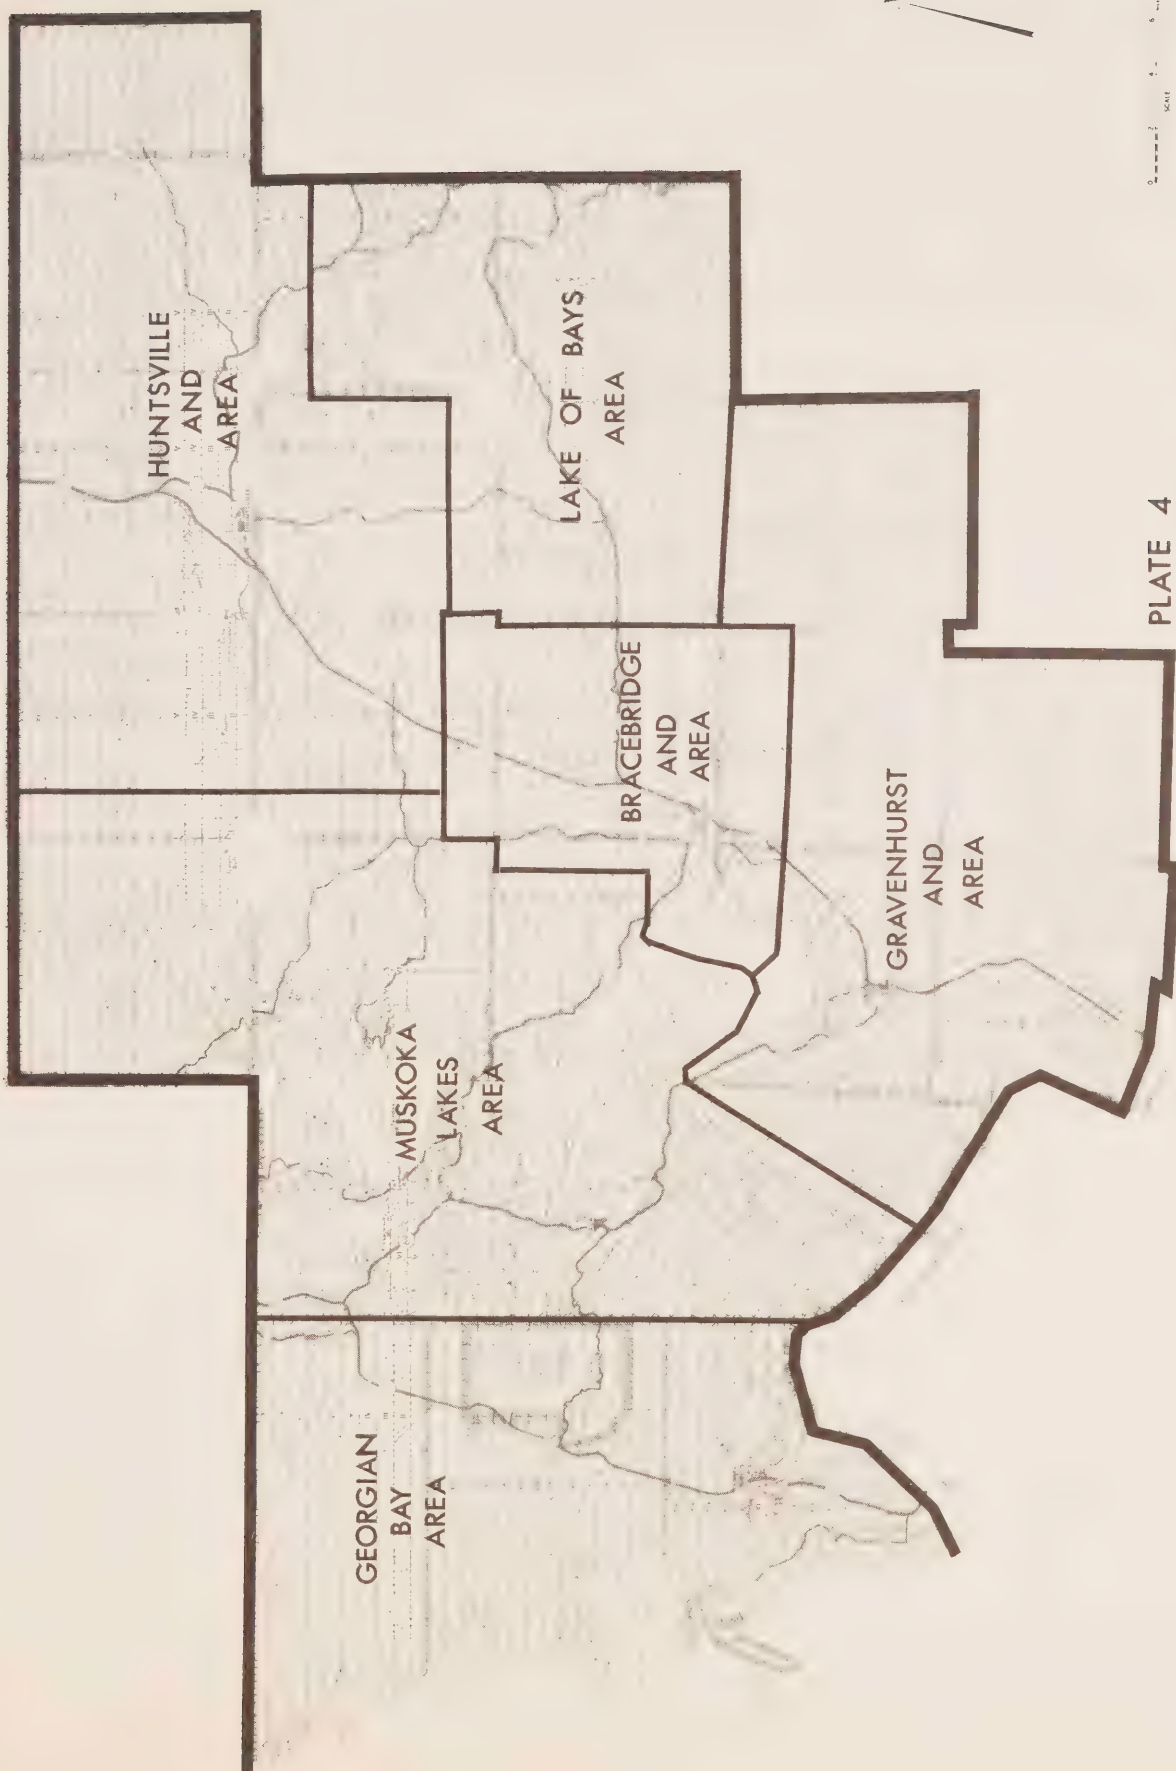 HUNTSVILLE
AND
AREA
LAKE OF BAYS
AREA
BRACEBRIDGE
AND
AREA
MUSKOKA
LAKES
AREA
GRAVENHURST
AND
AREA
GEORGIAN
BAY
AREA
PLATE 4
SCALE